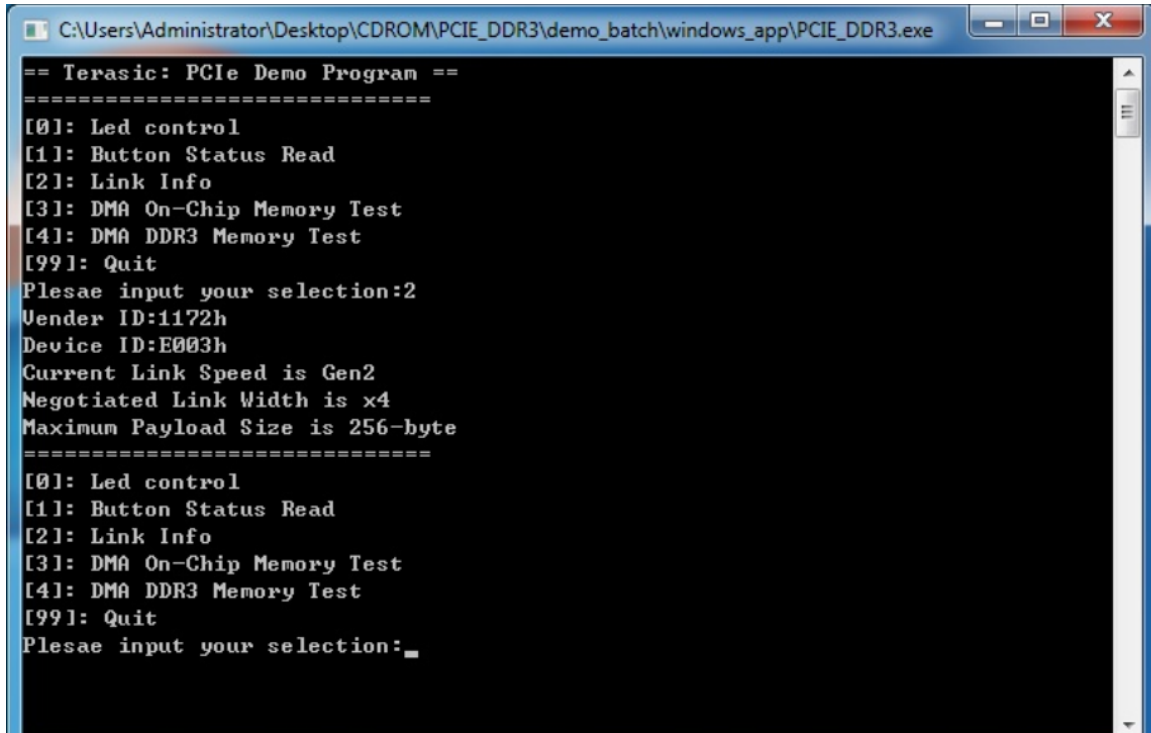 C:\Users\Administrator\Desktop\CDROM\PCIE_DDR3\demo_batch\windows_app\PCIE_DDR3.exe
== Terasic: PCIe Demo Program ==
==============================
[0]: Led control
[1]: Button Status Read
[2]: Link Info
[3]: DMA On-Chip Memory Test
[4]: DMA DDR3 Memory Test
[99]: Quit
Plesae input your selection:2
Vender ID:1172h
Device ID:E003h
Current Link Speed is Gen2
Negotiated Link Width is x4
Maximum Payload Size is 256-byte
==============================
[0]: Led control
[1]: Button Status Read
[2]: Link Info
[3]: DMA On-Chip Memory Test
[4]: DMA DDR3 Memory Test
[99]: Quit
Plesae input your selection:_